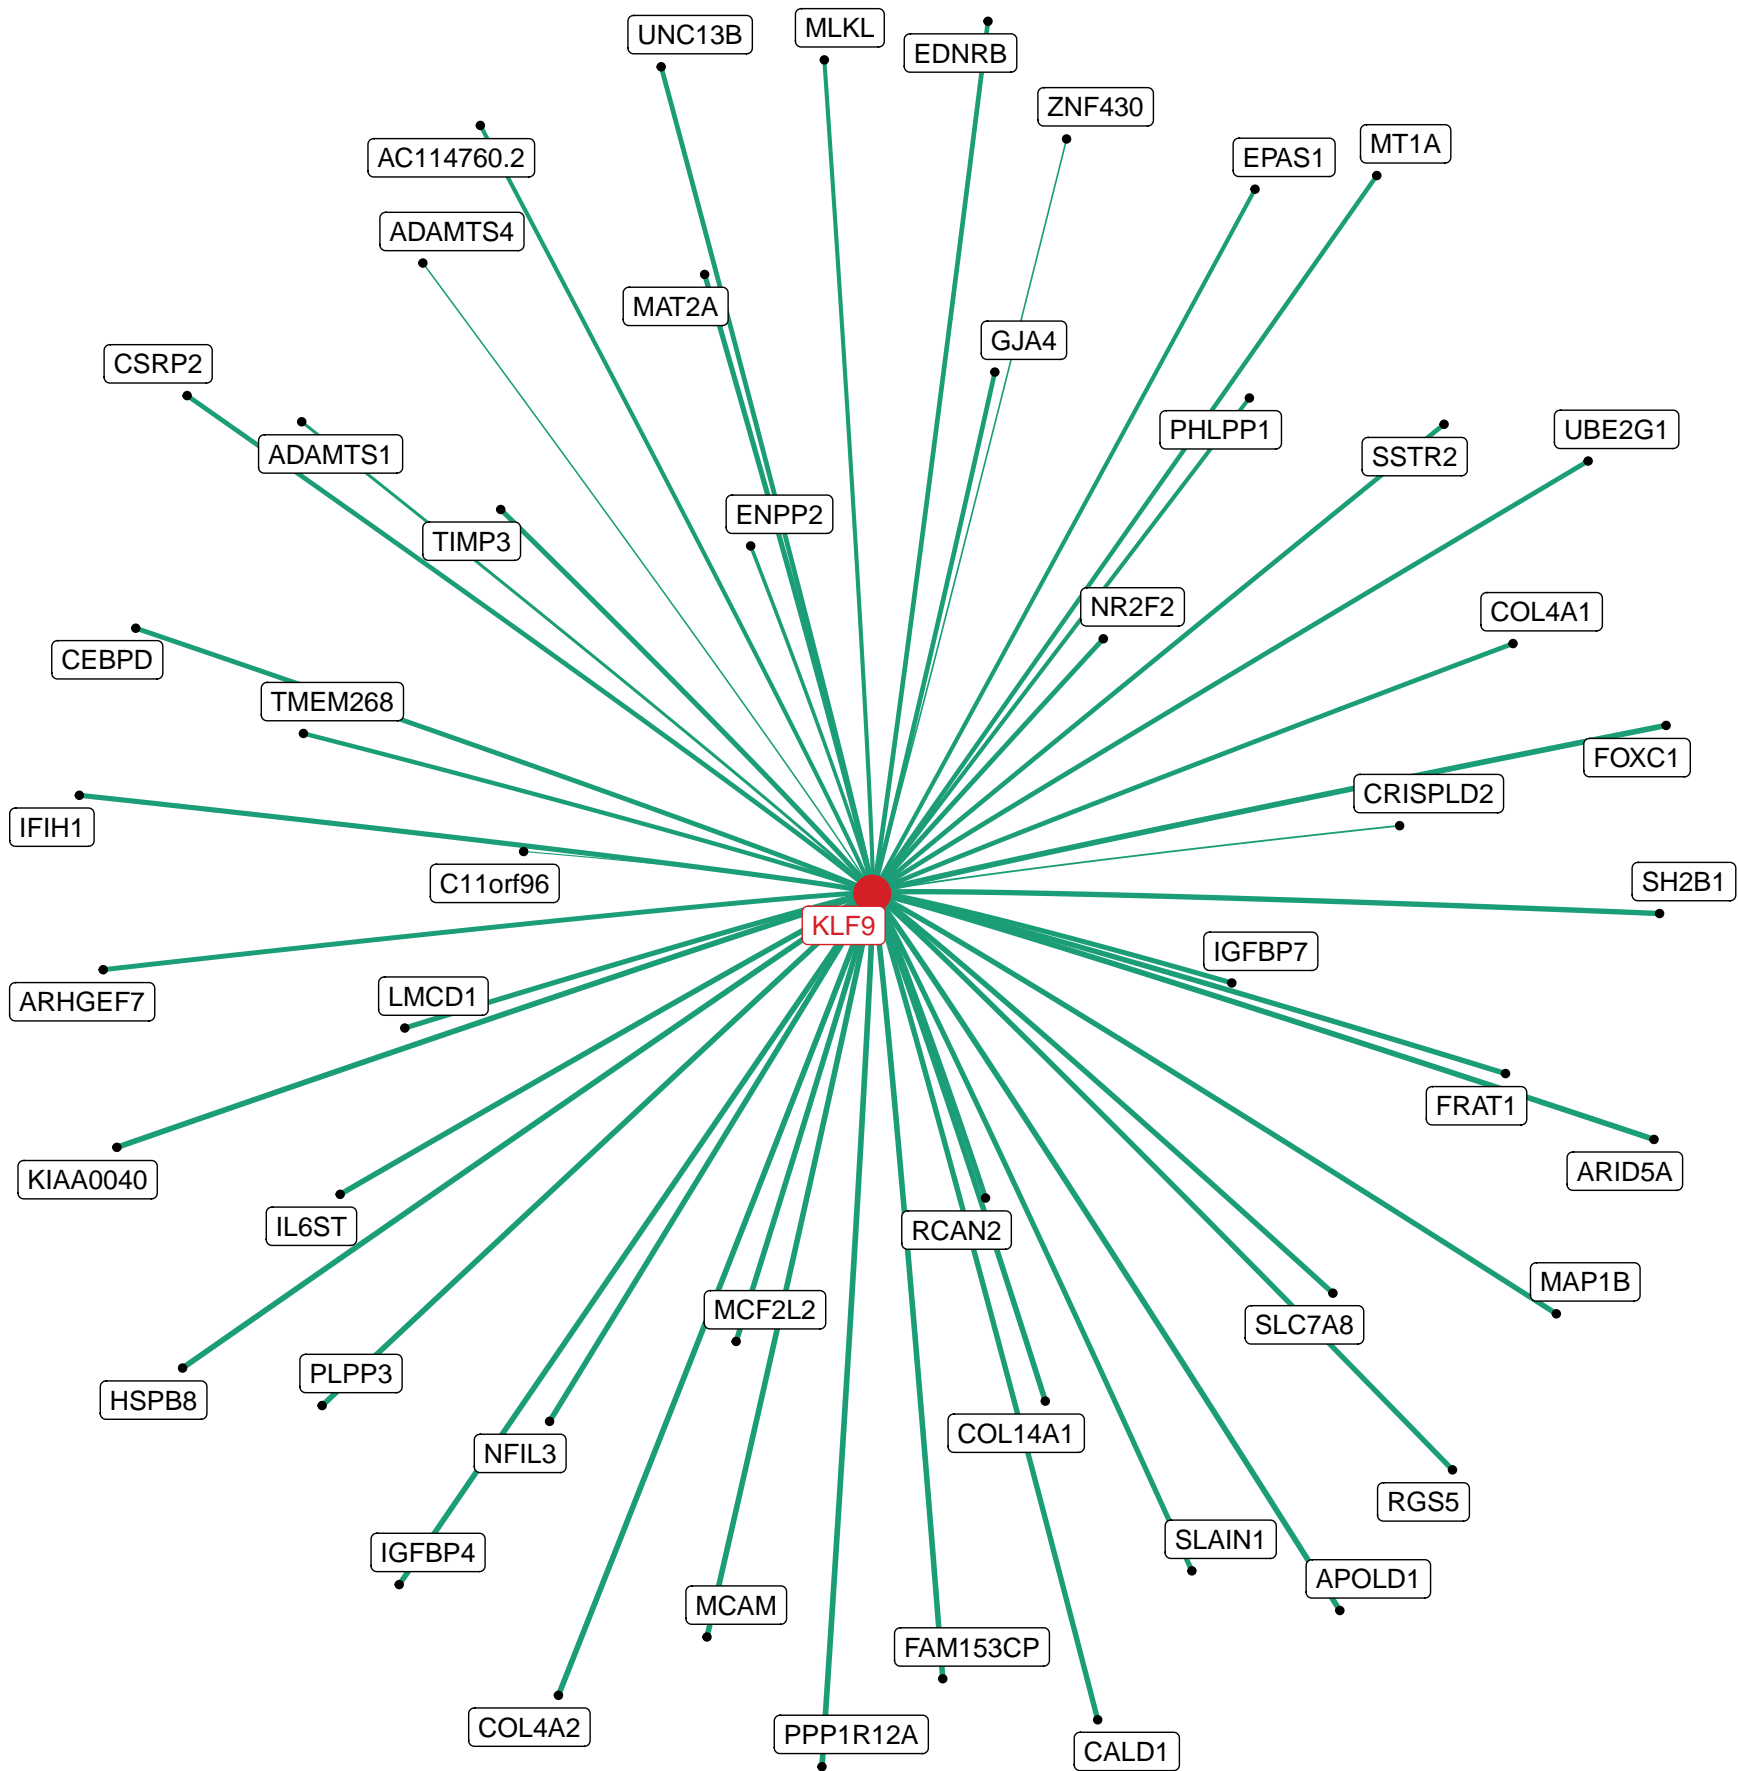 MLKL
UNC13B
EDNRB
ZNF430
MT1A
EPAS1
AC114760.2
ADAMTS4
MAT2A
GJA4
CSRP2
UBE2G1
PHLPP1
ADAMTS1
SSTR2
ENPP2
TIMP3
NR2F2
COL4A1
CEBPD
TMEM268
FOXC1
CRISPLD2
IFIH1
SH2B1
C11orf96
KLF9
IGFBP7
LMCD1
ARHGEF7
FRAT1
ARID5A
KIAA0040
IL6ST
RCAN2
MAP1B
MCF2L2
SLC7A8
PLPP3
HSPB8
COL14A1
NFIL3
RGS5
SLAIN1
IGFBP4
APOLD1
MCAM
FAM153CP
COL4A2
PPP1R12A
CALD1